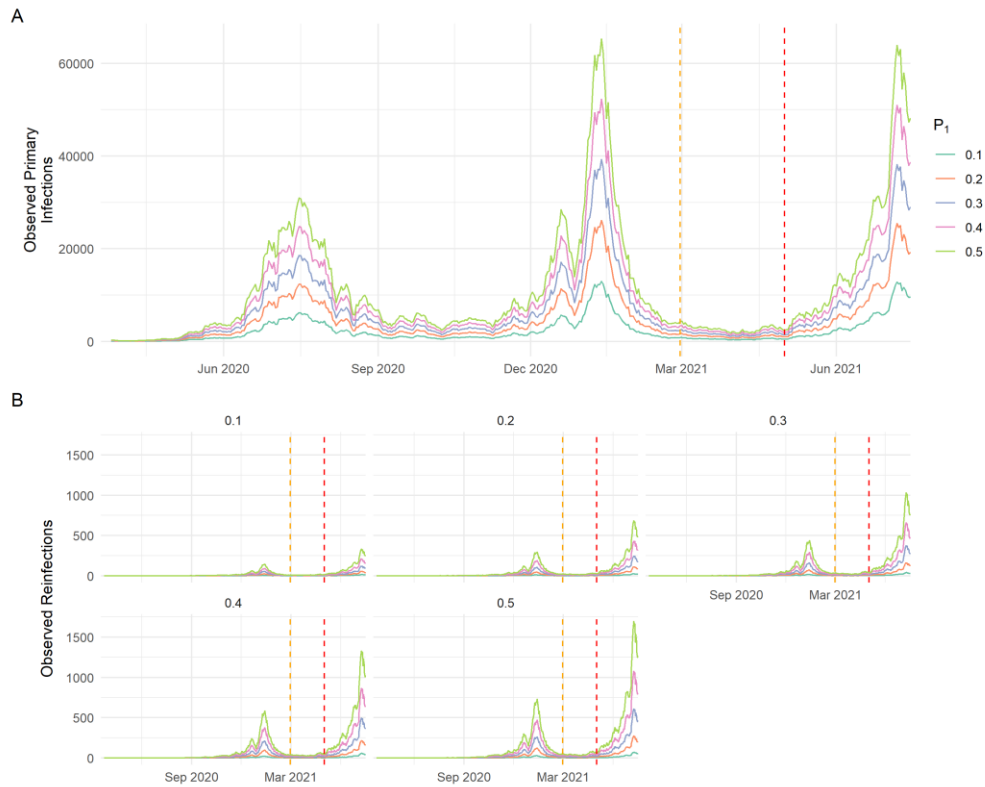 A
Observed Primary
Infections
60000
40000
20000
0
Jun 2020
Sep 2020
Dec 2020
Mar 2021
Jun 2021
P1
0.1
0.2
0.3
0.4
0.5
B
Observed Reinfections
0.1
0.2
0.3
1500
1000
500
0
Sep 2020
Mar 2021
0.4
0.5
1500
1000
500
0
Sep 2020
Mar 2021
Sep 2020
Mar 2021